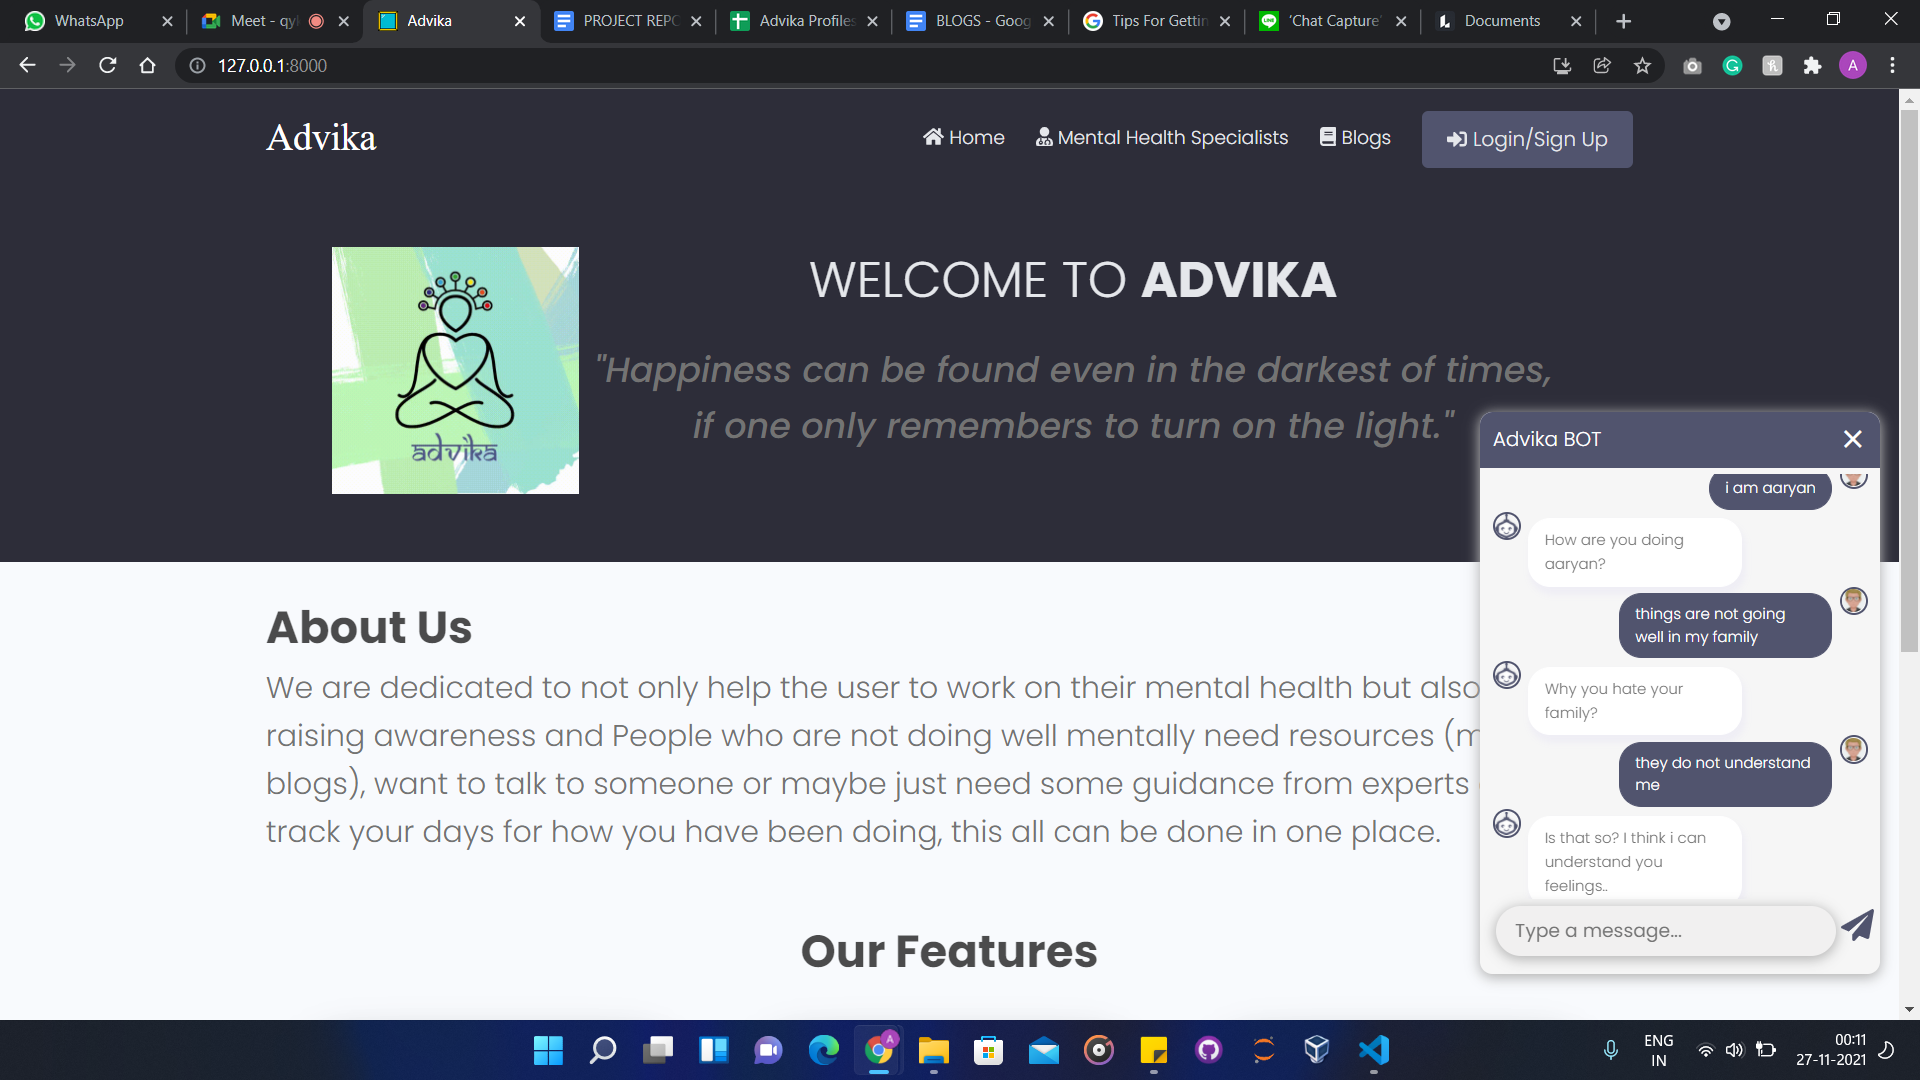 WhatsApp
Meet - qyk
Advika
PROJECT REPO
Advika Profiles
BLOGS - Goog
Tips For Gettin
'Chat Capture'
Documents
127.0.0.1:8000
A
Advika
Home
Mental Health Specialists
Blogs
Login/Sign Up
WELCOME TO ADVIKA
"Happiness can be found even in the darkest of times,
if one only remembers to turn on the light."
advika
Advika BOT
i am aaryan
How are you doing
aaryan?
things are not going
well in my family
Why you hate your
family?
they do not understand
me
Is that so? I think i can
understand you
feelings..
Type a message...
About Us
We are dedicated to not only help the user to work on their mental health but also
raising awareness and People who are not doing well mentally need resources (m
blogs), want to talk to someone or maybe just need some guidance from experts
track your days for how you have been doing, this all can be done in one place.
Our Features
A
ENG
IN
00:11
27-11-2021